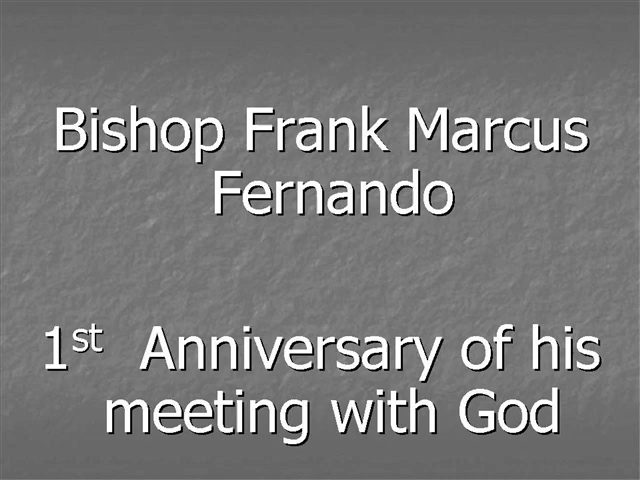 Bishop Frank Marcus
Fernando
1st Anniversary of his
meeting with God